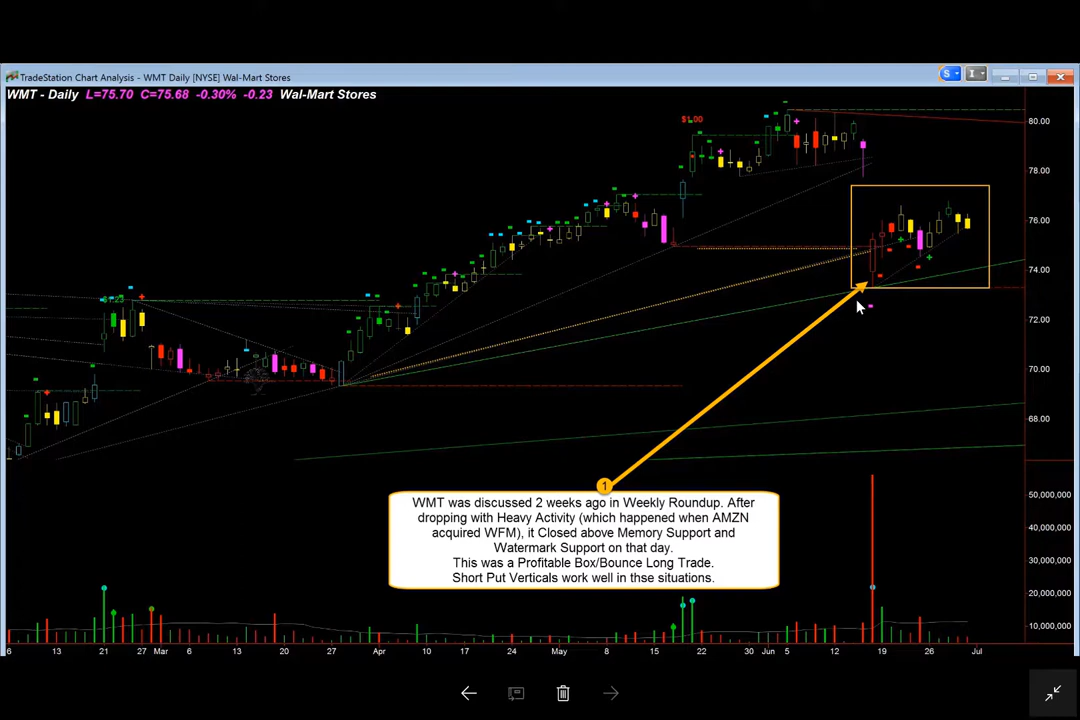 TradeStation Chart Analysis - WMT Daily [NYSE] Wal-Mart Stores
S
I
WMT - Daily L=75.70 C=75.68 -0.30% -0.23 Wal-Mart Stores
$1.00
80.00
78.00
76.00
74.00
72.00
70.00
68.00
1
WMT was discussed 2 weeks ago in Weekly Roundup. After
dropping with Heavy Activity (which happened when AMZN
acquired WFM), it Closed above Memory Support and
Watermark Support on that day.
This was a Profitable Box/Bounce Long Trade.
Short Put Verticals work well in thse situations.
50,000,000
40,000,000
30,000,000
20,000,000
10,000,000
6 13 21 27 Mar 6 13 20 27 Apr 10 17 24 May 8 15 22 30 Jun 5 12 19 26 Jul